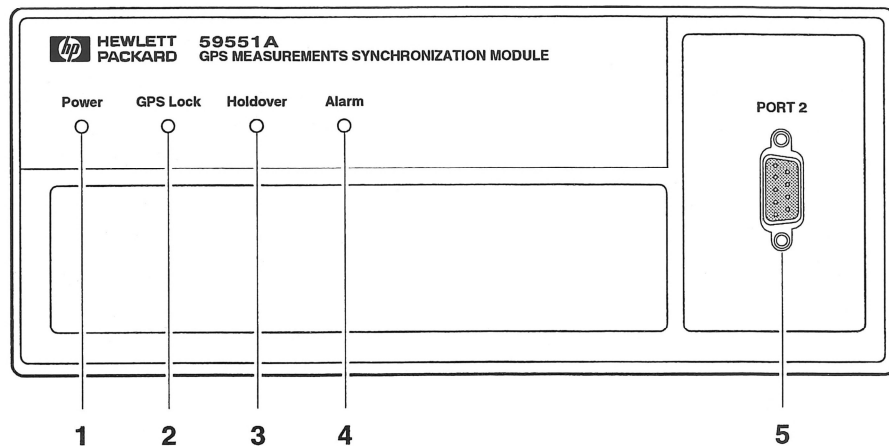 hp HEWLETT PACKARD
59551A
GPS MEASUREMENTS SYNCHRONIZATION MODULE
Power GPS Lock Holdover Alarm
PORT 2
1 2 3 4 5